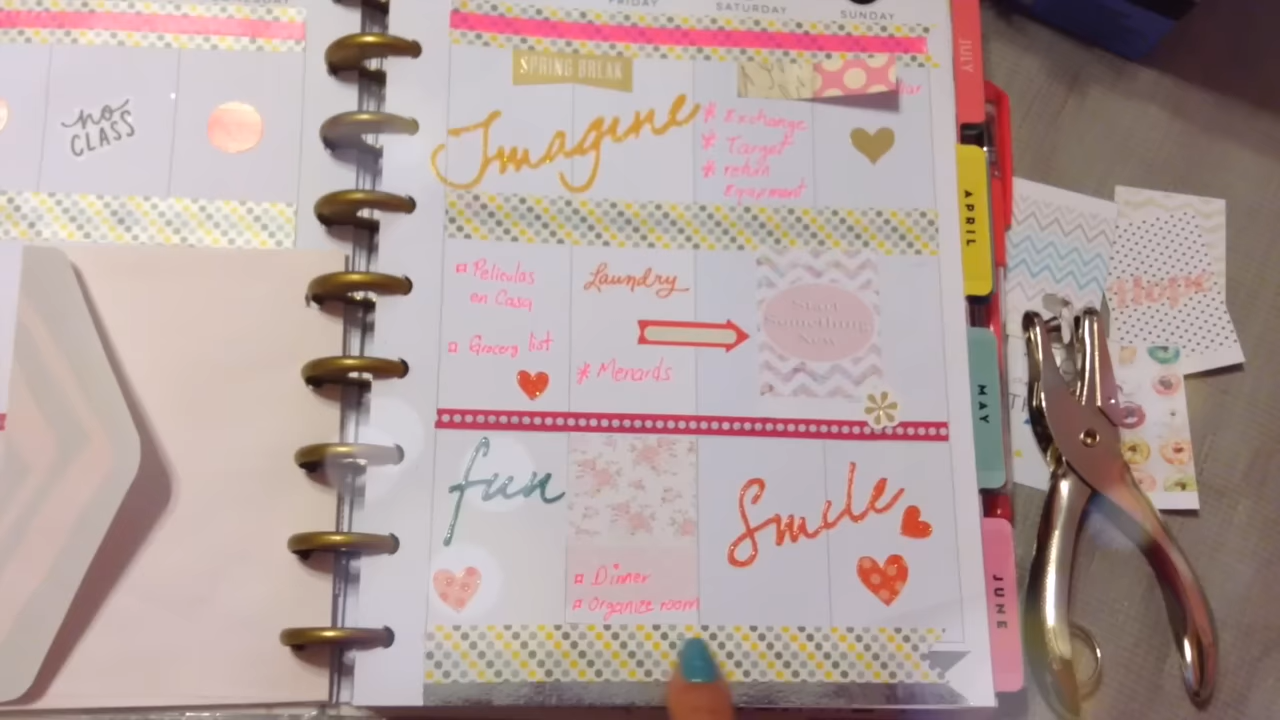 FRIDAY
SATURDAY
SUNDAY
JULY
SPRING BREAK
no
CLASS
Imagine
* Exchange
* Target
* return
Equipment
APRIL
Peliculas
en Casa
Grocery list
Laundry
* Menards
Start
Something
New
Hope
MAY
fun
Smile
Dinner
Organize room
JUNE